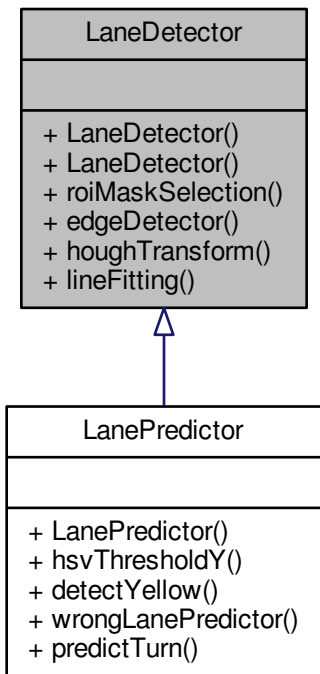 LaneDetector
+ LaneDetector()
+ LaneDetector()
+ roiMaskSelection()
+ edgeDetector()
+ houghTransform()
+ lineFitting()
LanePredictor
+ LanePredictor()
+ hsvThresholdY()
+ detectYellow()
+ wrongLanePredictor()
+ predictTurn()